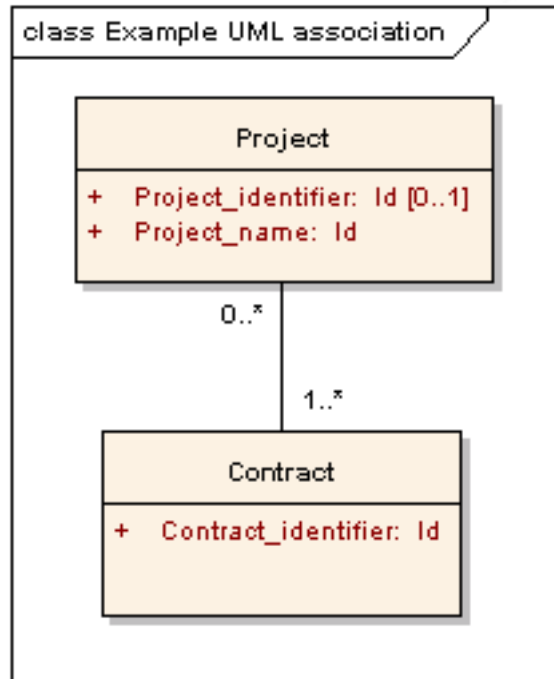 class Example UML association
Project
+ Project_identifier: Id [0..1]
+ Project_name: Id
0..*
1..*
Contract
+ Contract_identifier: Id